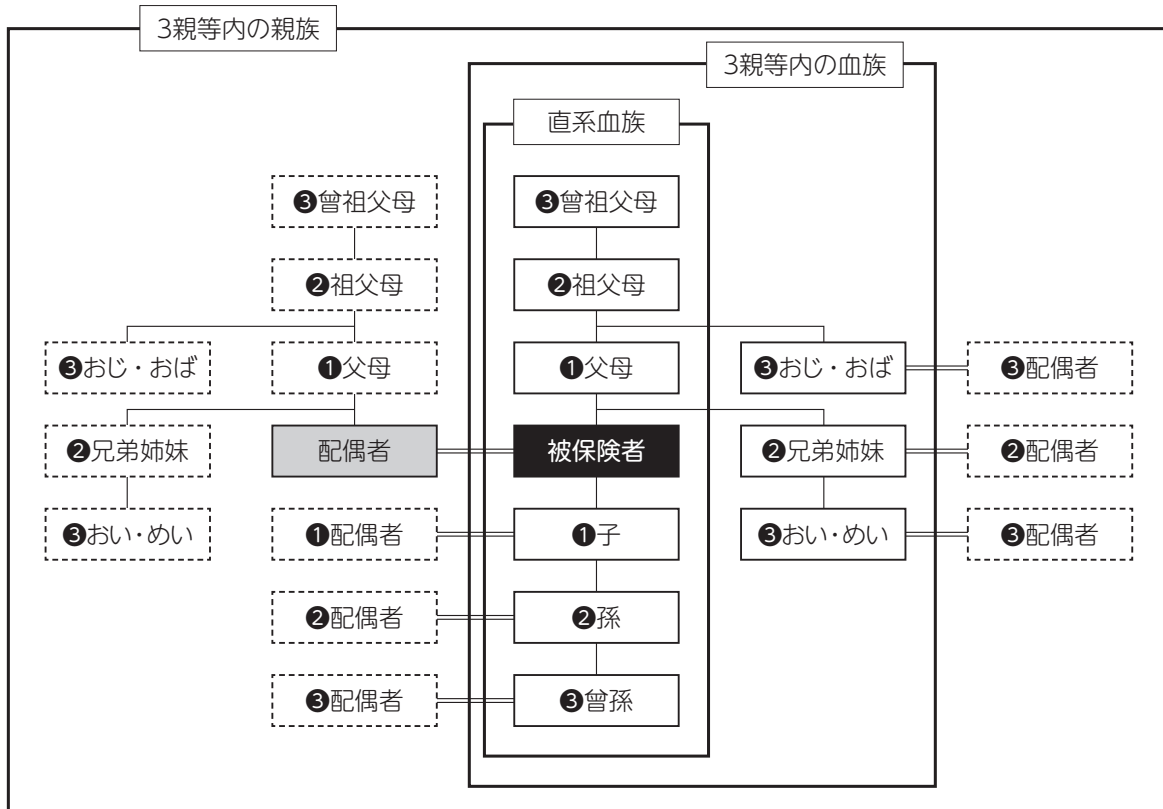 3親等内の親族
3親等内の血族
直系血族
❸曾祖父母
❸曾祖父母
❷祖父母
❷祖父母
❸おじ・おば
❶父母
❶父母
❸おじ・おば
❸配偶者
❷兄弟姉妹
配偶者
被保険者
❷兄弟姉妹
❷配偶者
❸おい・めい
❶配偶者
❶子
❸おい・めい
❸配偶者
❷配偶者
❷孫
❸配偶者
❸曾孫